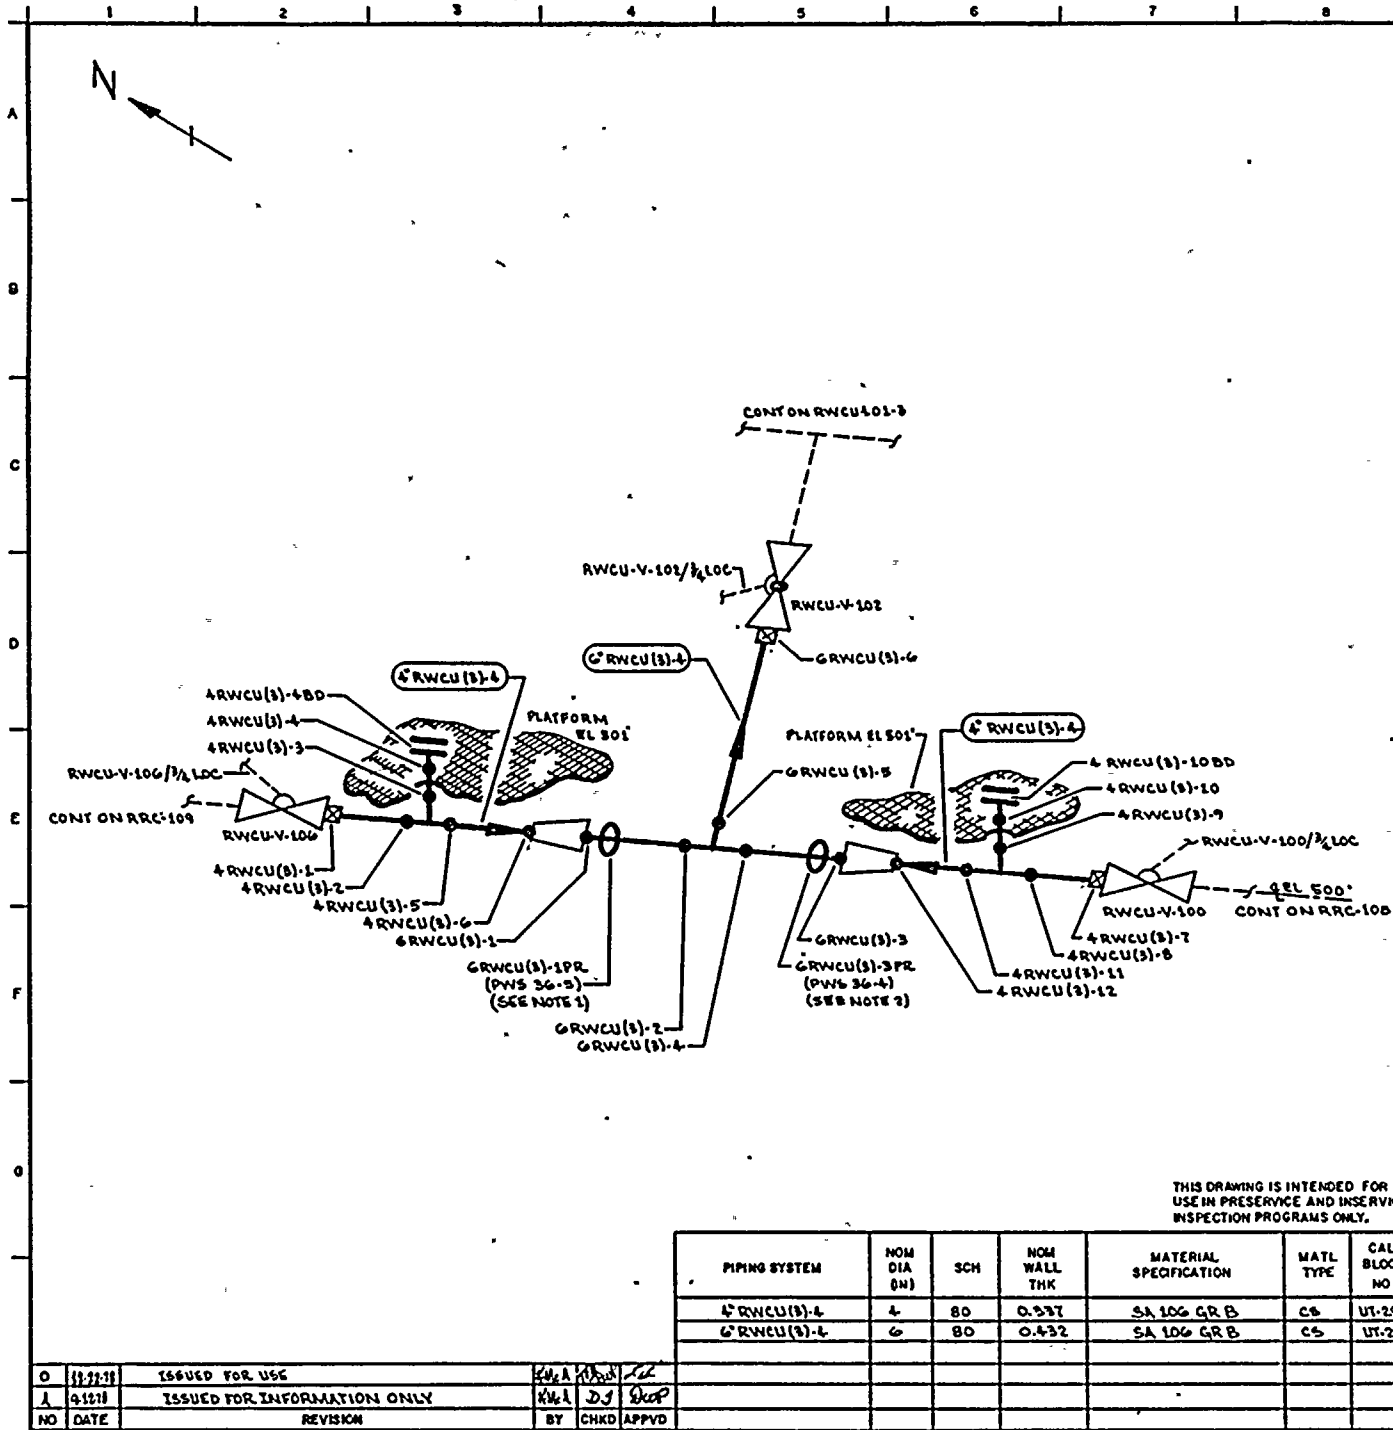 1 2 3 4 5 6 7 8
N
A
B
C
D
E
F
G
CONT ON RWCU 101-3
RWCU-V-102/¾ LOC
RWCU-V-102
6RWCU(3)-6
6" RWCU(3)-4
4" RWCU(3)-4
4RWCU(3)-4BD
4RWCU(3)-4
4RWCU(3)-3
PLATFORM
EL 501'
RWCU-V-106/¾ LOC
CONT ON RRC-109
RWCU-V-106
4RWCU(3)-1
4RWCU(3)-2
4RWCU(3)-5
4RWCU(3)-6
6RWCU(3)-1
6RWCU(3)-1PR
(PWS 36-5)
(SEE NOTE 2)
6RWCU(3)-2
6RWCU(3)-4
6RWCU(3)-5
PLATFORM EL 501'
4" RWCU(3)-4
4 RWCU(3)-10BD
4RWCU(3)-10
4RWCU(3)-9
RWCU-V-100/¾ LOC
EL 500'
CONT ON RRC-108
RWCU-V-100
4RWCU(3)-7
4RWCU(3)-8
4RWCU(3)-11
4RWCU(3)-12
6RWCU(3)-3
6RWCU(3)-3PR
(PWS 36-4)
(SEE NOTE 2)
THIS DRAWING IS INTENDED FOR
USE IN PRESERVICE AND INSERVI
INSPECTION PROGRAMS ONLY.
PIPING SYSTEM NOM DIA (IN) SCH NOM WALL THK MATERIAL SPECIFICATION MATL TYPE CAL BLOC NO
4" RWCU(3)-4 4 80 0.337 SA 106 GR B CS
6" RWCU(3)-4 6 80 0.432 SA 106 GR B CS
0 ISSUED FOR USE
A ISSUED FOR INFORMATION ONLY DJ
NO DATE REVISION BY CHKD APPVD